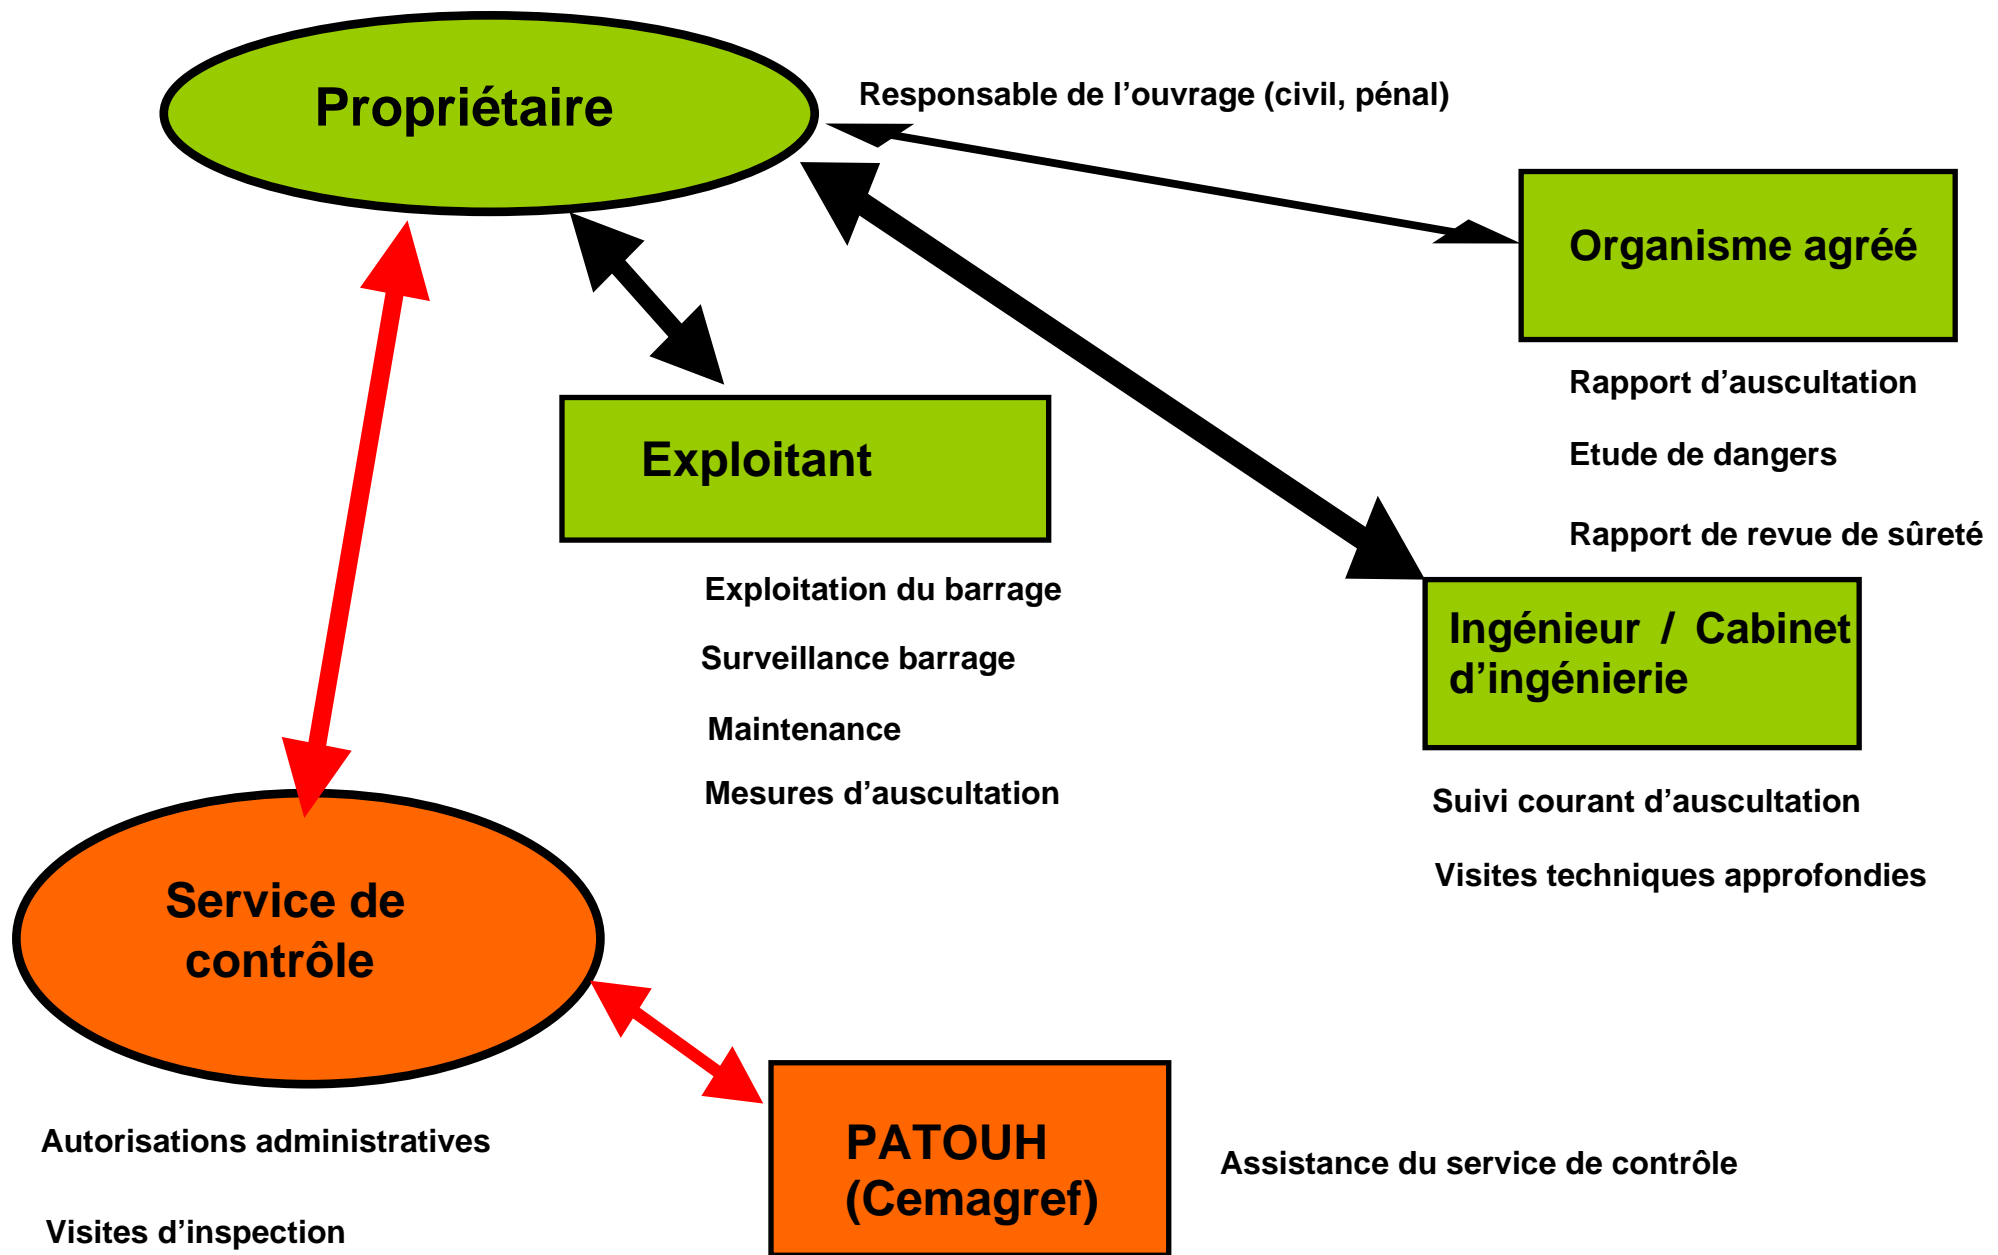 Propriétaire
Responsable de l’ouvrage (civil, pénal)
Organisme agréé
Rapport d’auscultation
Etude de dangers
Rapport de revue de sûreté
Exploitant
Exploitation du barrage
Surveillance barrage
Maintenance
Mesures d’auscultation
Ingénieur / Cabinet
d’ingénierie
Suivi courant d’auscultation
Visites techniques approfondies
Service de
contrôle
Autorisations administratives
Visites d’inspection
PATOUH
(Cemagref)
Assistance du service de contrôle